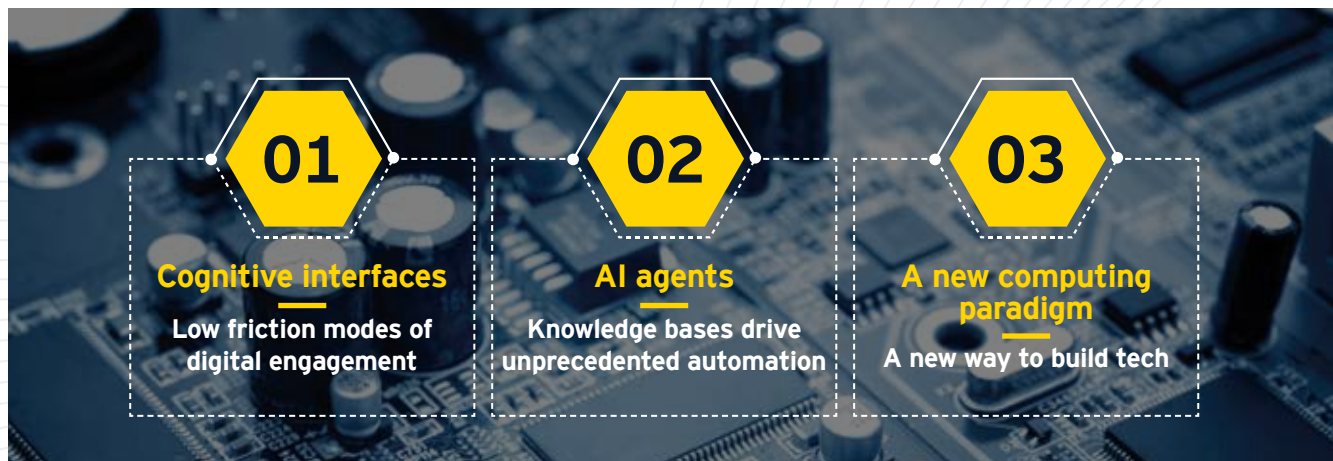 01
Cognitive interfaces
Low friction modes of
digital engagement
02
AI agents
Knowledge bases drive
unprecedented automation
03
A new computing
paradigm
A new way to build tech